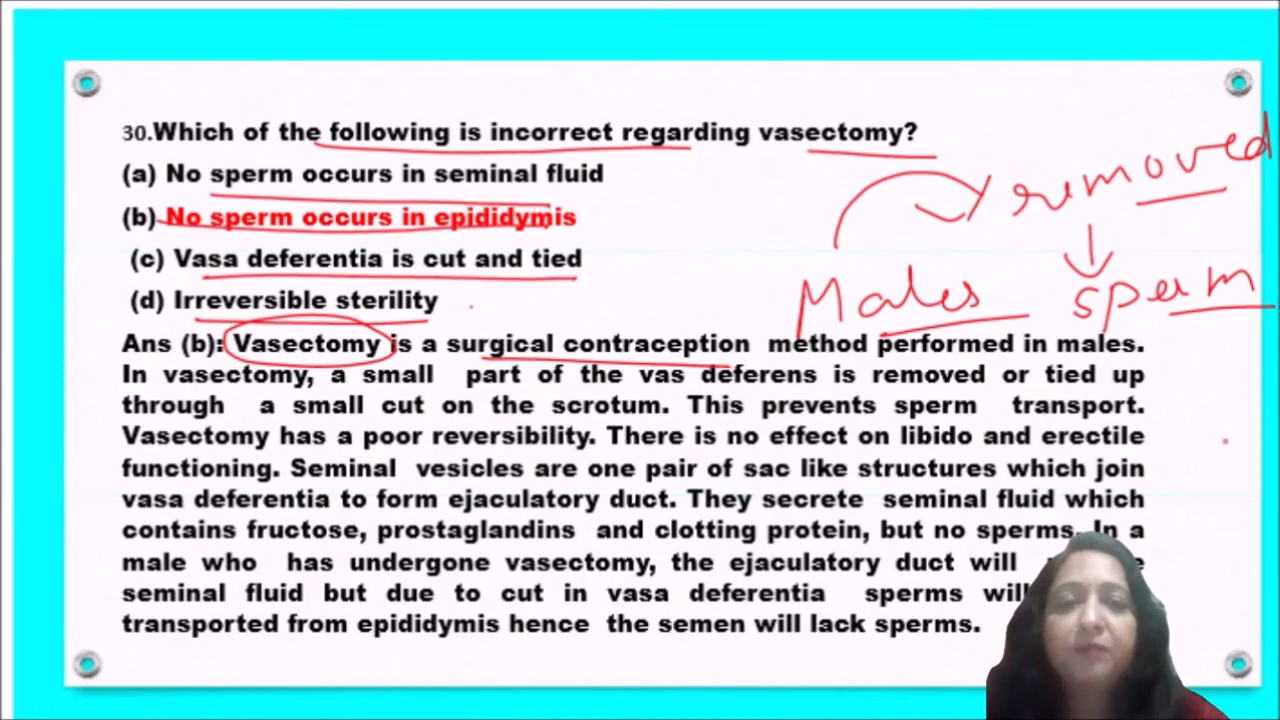 30.Which of the following is incorrect regarding vasectomy?
(a) No sperm occurs in seminal fluid
(b) No sperm occurs in epididymis
(c) Vasa deferentia is cut and tied
(d) Irreversible sterility
removed
Males sperm
Ans (b): Vasectomy is a surgical contraception method performed in males.
In vasectomy, a small part of the vas deferens is removed or tied up
through a small cut on the scrotum. This prevents sperm transport.
Vasectomy has a poor reversibility. There is no effect on libido and erectile
functioning. Seminal vesicles are one pair of sac like structures which join
vasa deferentia to form ejaculatory duct. They secrete seminal fluid which
contains fructose, prostaglandins and clotting protein, but no sperms. In a
male who has undergone vasectomy, the ejaculatory duct will
seminal fluid but due to cut in vasa deferentia sperms will
transported from epididymis hence the semen will lack sperms.